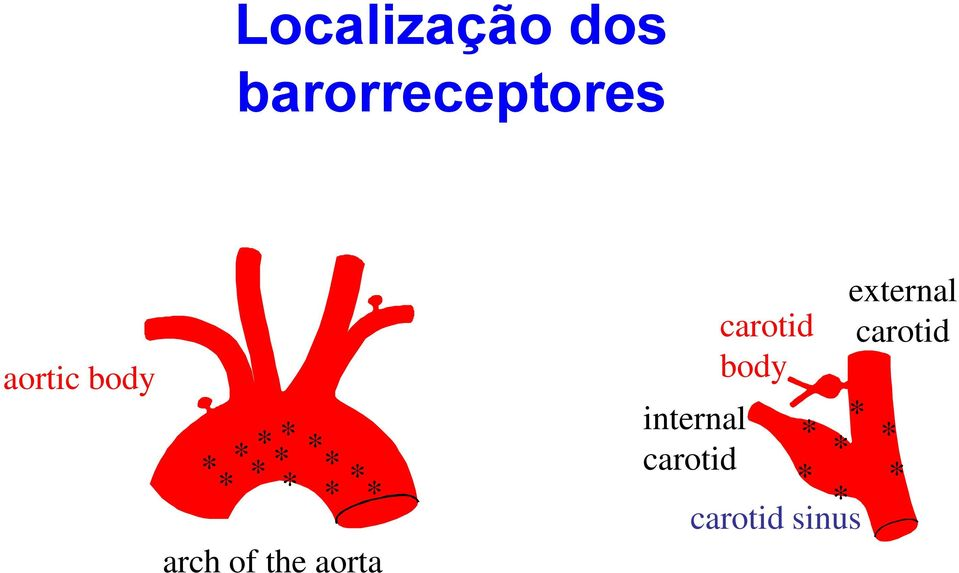 Localização dos
barorreceptores
aortic body
arch of the aorta
carotid
body
external
carotid
internal
carotid
carotid sinus